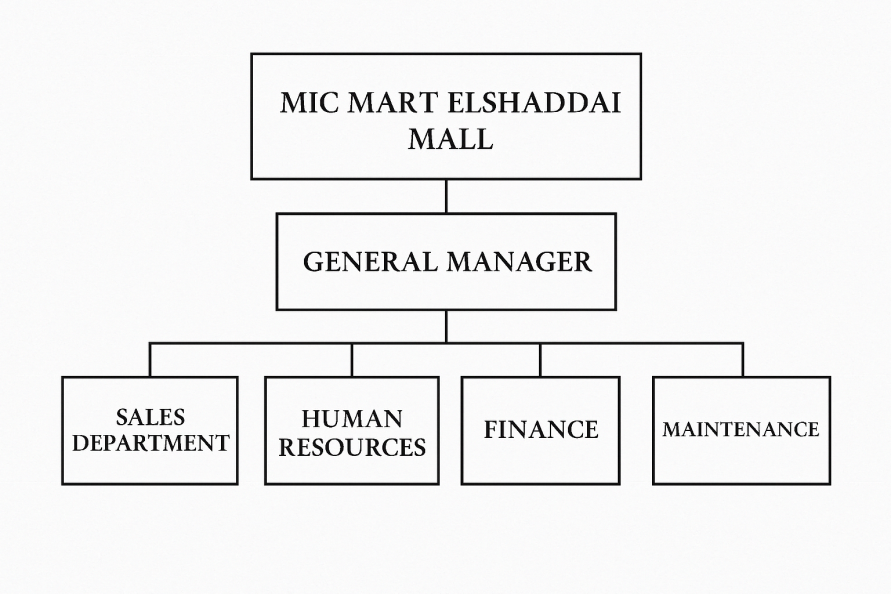 MIC MART ELSHADDAI
MALL
GENERAL MANAGER
SALES
DEPARTMENT
HUMAN
RESOURCES
FINANCE
MAINTENANCE